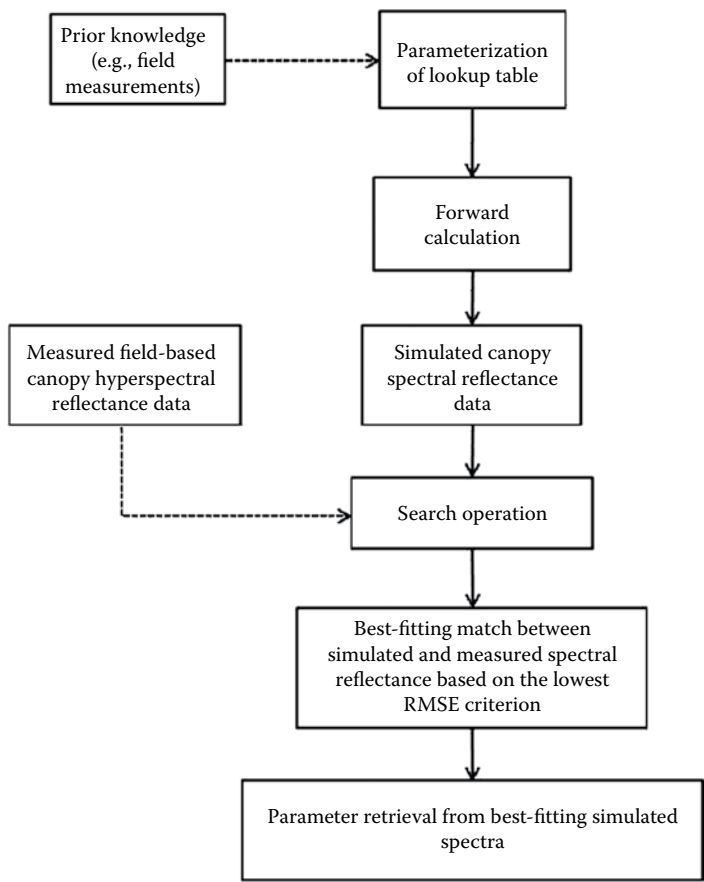 Prior knowledge
(e.g., field
measurements)
Parameterization
of lookup table
Forward
calculation
Measured field-based
canopy hyperspectral
reflectance data
Simulated canopy
spectral reflectance
data
Search operation
Best-fitting match between
simulated and measured spectral
reflectance based on the lowest
RMSE criterion
Parameter retrieval from best-fitting simulated
spectra